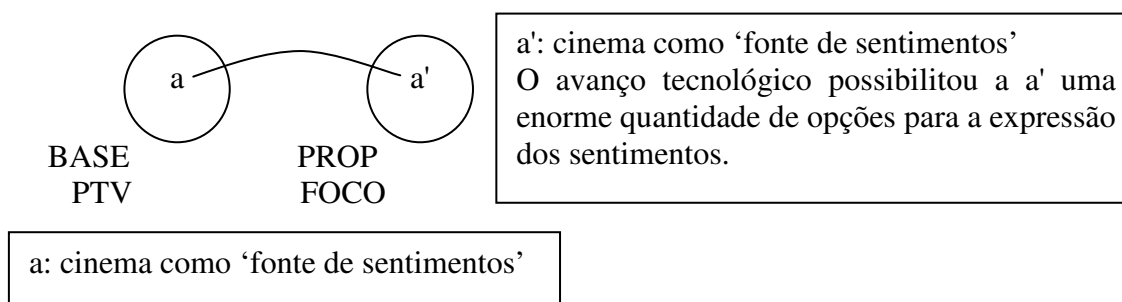 a a'
BASE PROP
PTV FOCO
a': cinema como ‘fonte de sentimentos’
O avanço tecnológico possibilitou a a' uma
enorme quantidade de opções para a expressão
dos sentimentos.
a: cinema como ‘fonte de sentimentos’